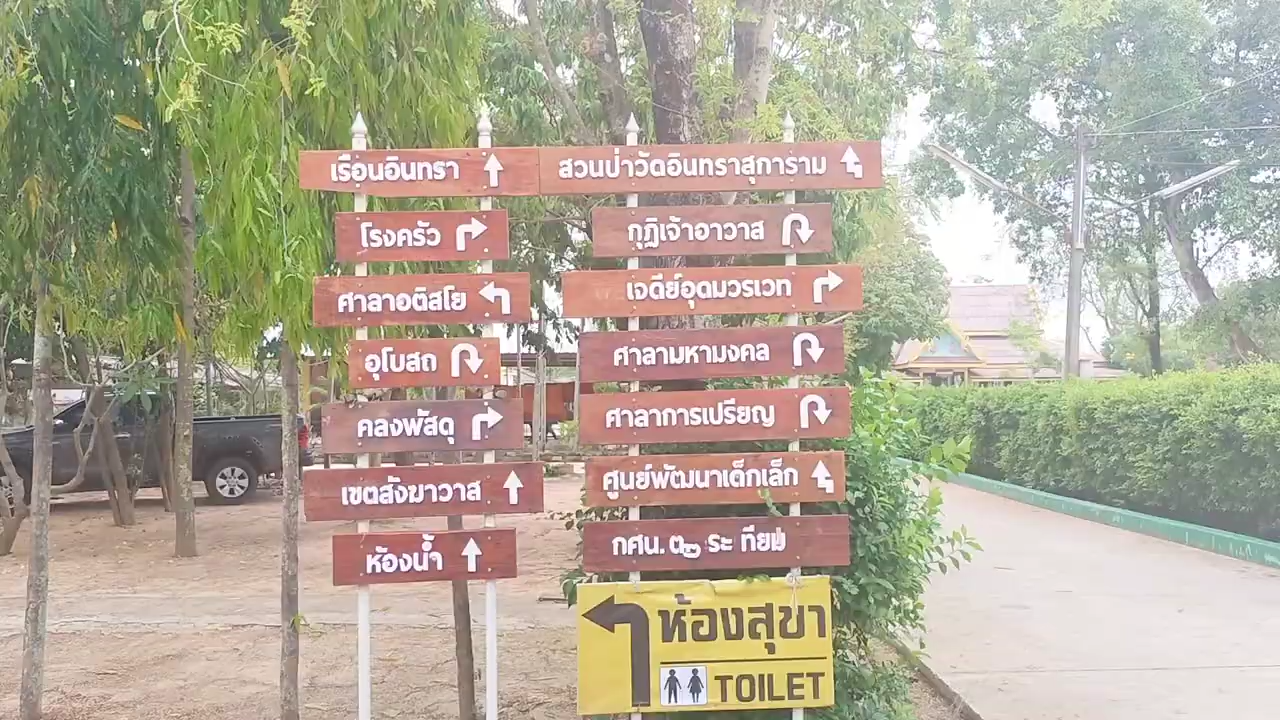 เรือนอินทรา
โรงครัว
ศาลาอติสโย
อุโบสถ
คลงพัสดุ
เขตสังฆาวาส
ห้องน้ำ
สวนป่าวัดอินทราสุการาม
กุฏิเจ้าอาวาส
เจดีย์อุดมวรเวท
ศาลามหามงคล
ศาลาการเปรียญ
ศูนย์พัฒนาเด็กเล็ก
กศน. ต๒ ระ ทียม
ห้องสุขา
TOILET